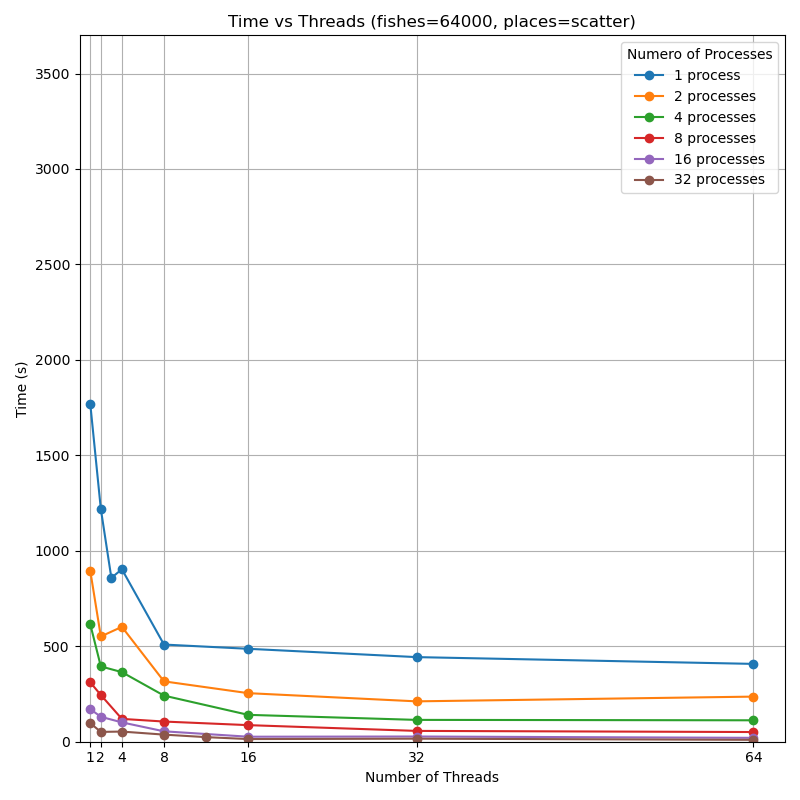 Time vs Threads (fishes=64000, places=scatter)
Numero of Processes
1 process
2 processes
4 processes
8 processes
16 processes
32 processes
Time (s)
3500
3000
2500
2000
1500
1000
500
0
1 2 4 8 16 32 64
Number of Threads